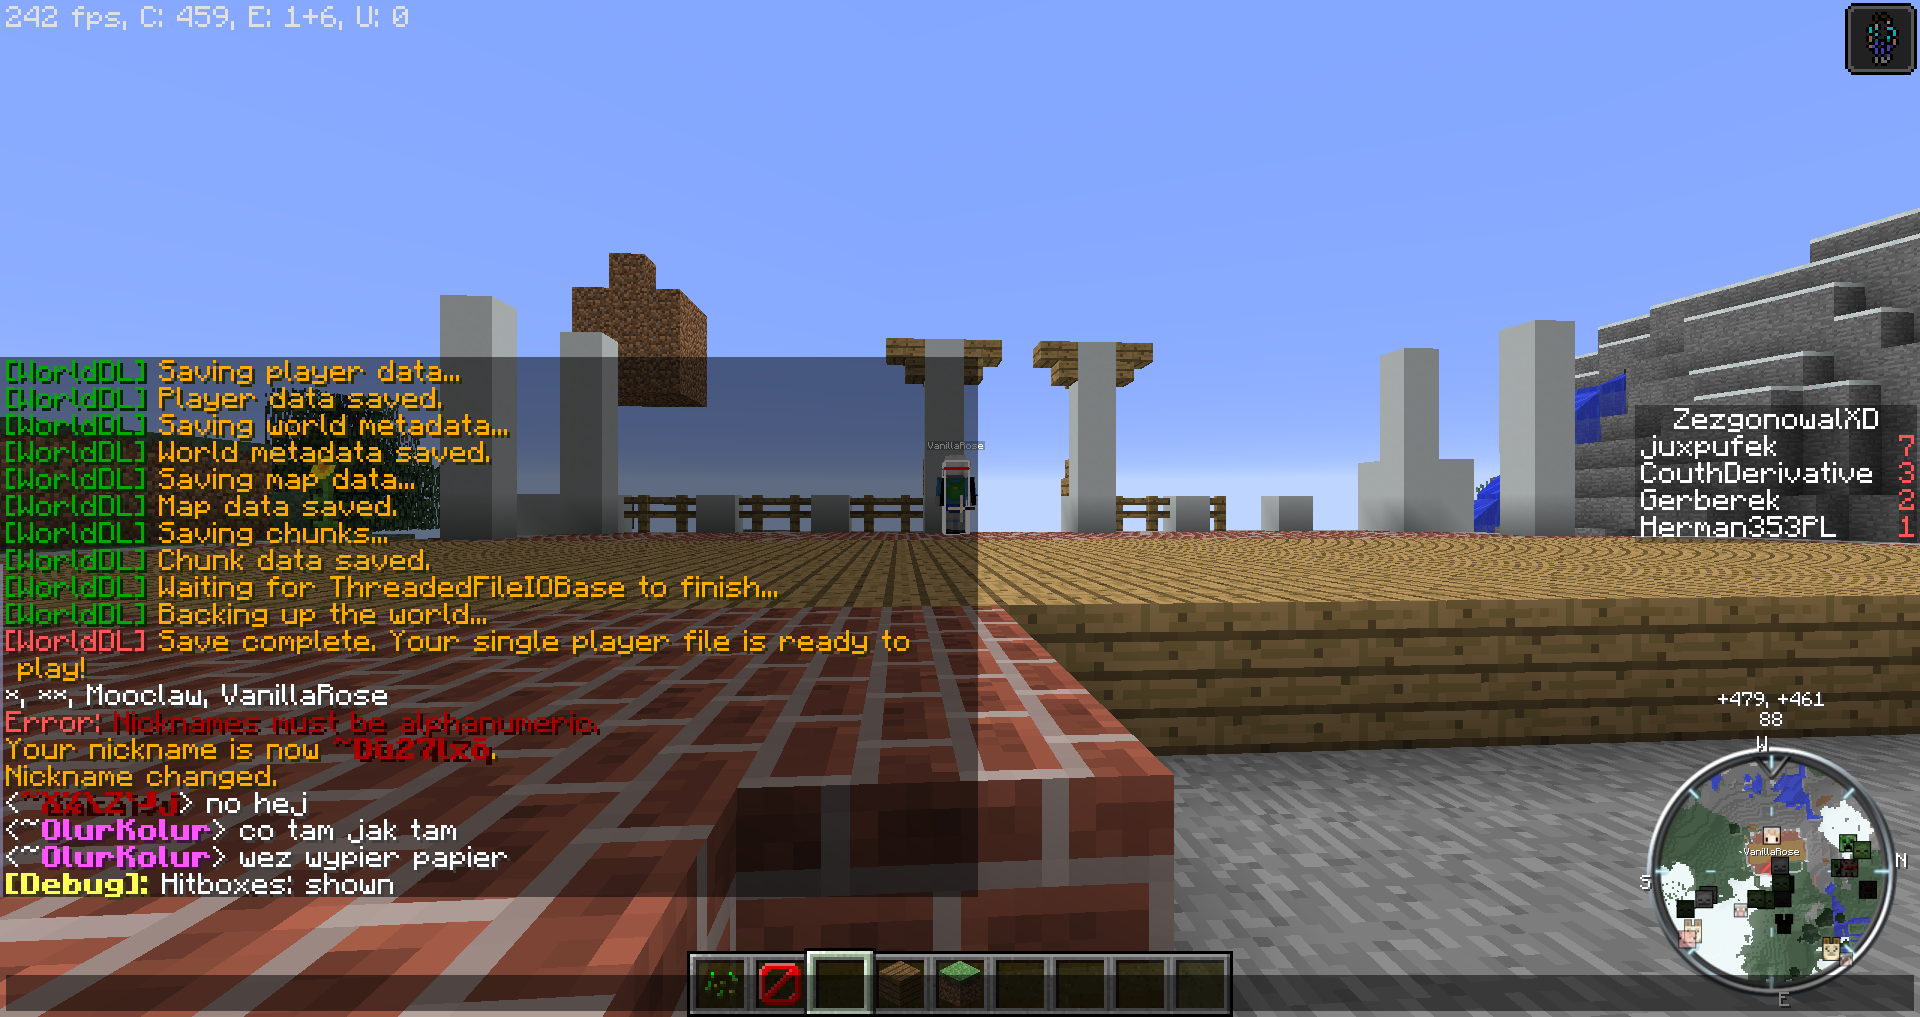 242 fps, C: 459, E: 1+6, U: 0
VanillaRose
[WorldDL] Saving player data...
[WorldDL] Player data saved.
[WorldDL] Saving world metadata...
[WorldDL] World metadata saved.
[WorldDL] Saving map data...
[WorldDL] Map data saved.
[WorldDL] Saving chunks...
[WorldDL] Chunk data saved.
[WorldDL] Waiting for ThreadedFileIOBase to finish...
[WorldDL] Backing up the world...
[WorldDL] Save complete. Your single player file is ready to
play!
×, ××, Mooclaw, VanillaRose
Error: Nicknames must be alphanumeric.
Your nickname is now
Nickname changed.
no hej
<~OlurKolur> co tam jak tam
<~OlurKolur> wez wypier papier
[Debug]: Hitboxes: shown
ZezgonowalXD
juxpufek 7
CouthDerivative 3
Gerberek 2
Herman353PL 1
+479, +461
88
W
VanillaRose
N
S
E